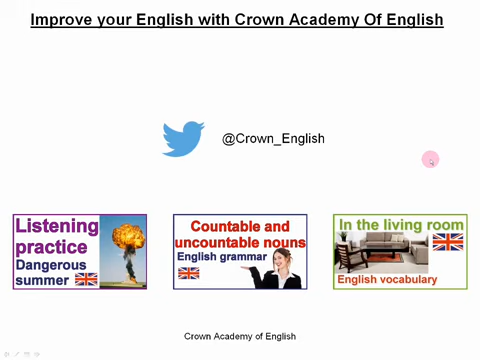 Improve your English with Crown Academy Of English
@Crown_English
Listening
practice
Dangerous
summer
Countable and
uncountable nouns
English grammar
In the living room
English vocabulary
Crown Academy of English